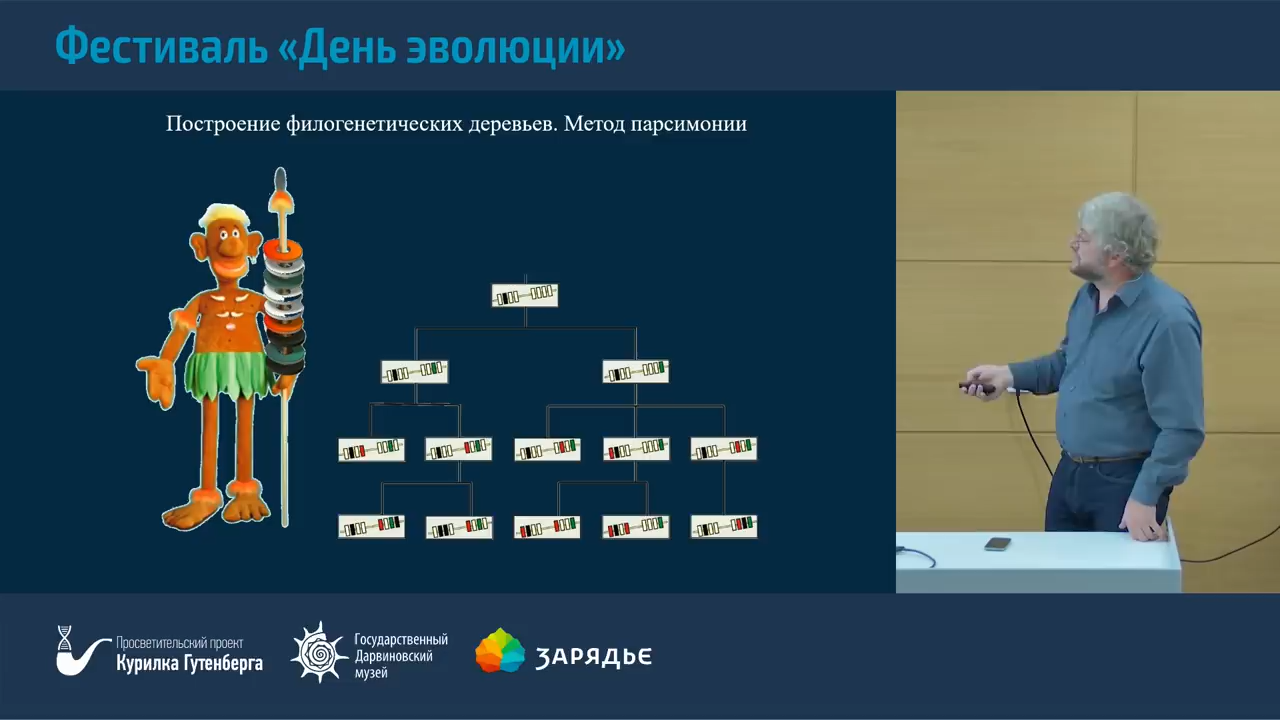 Фестиваль «День эволюции»
Построение филогенетических деревьев. Метод парсимонии
Просветительский проект
Курилка Гутенберга
Государственный
Дарвиновский
музей
ЗАРЯДЬЕ